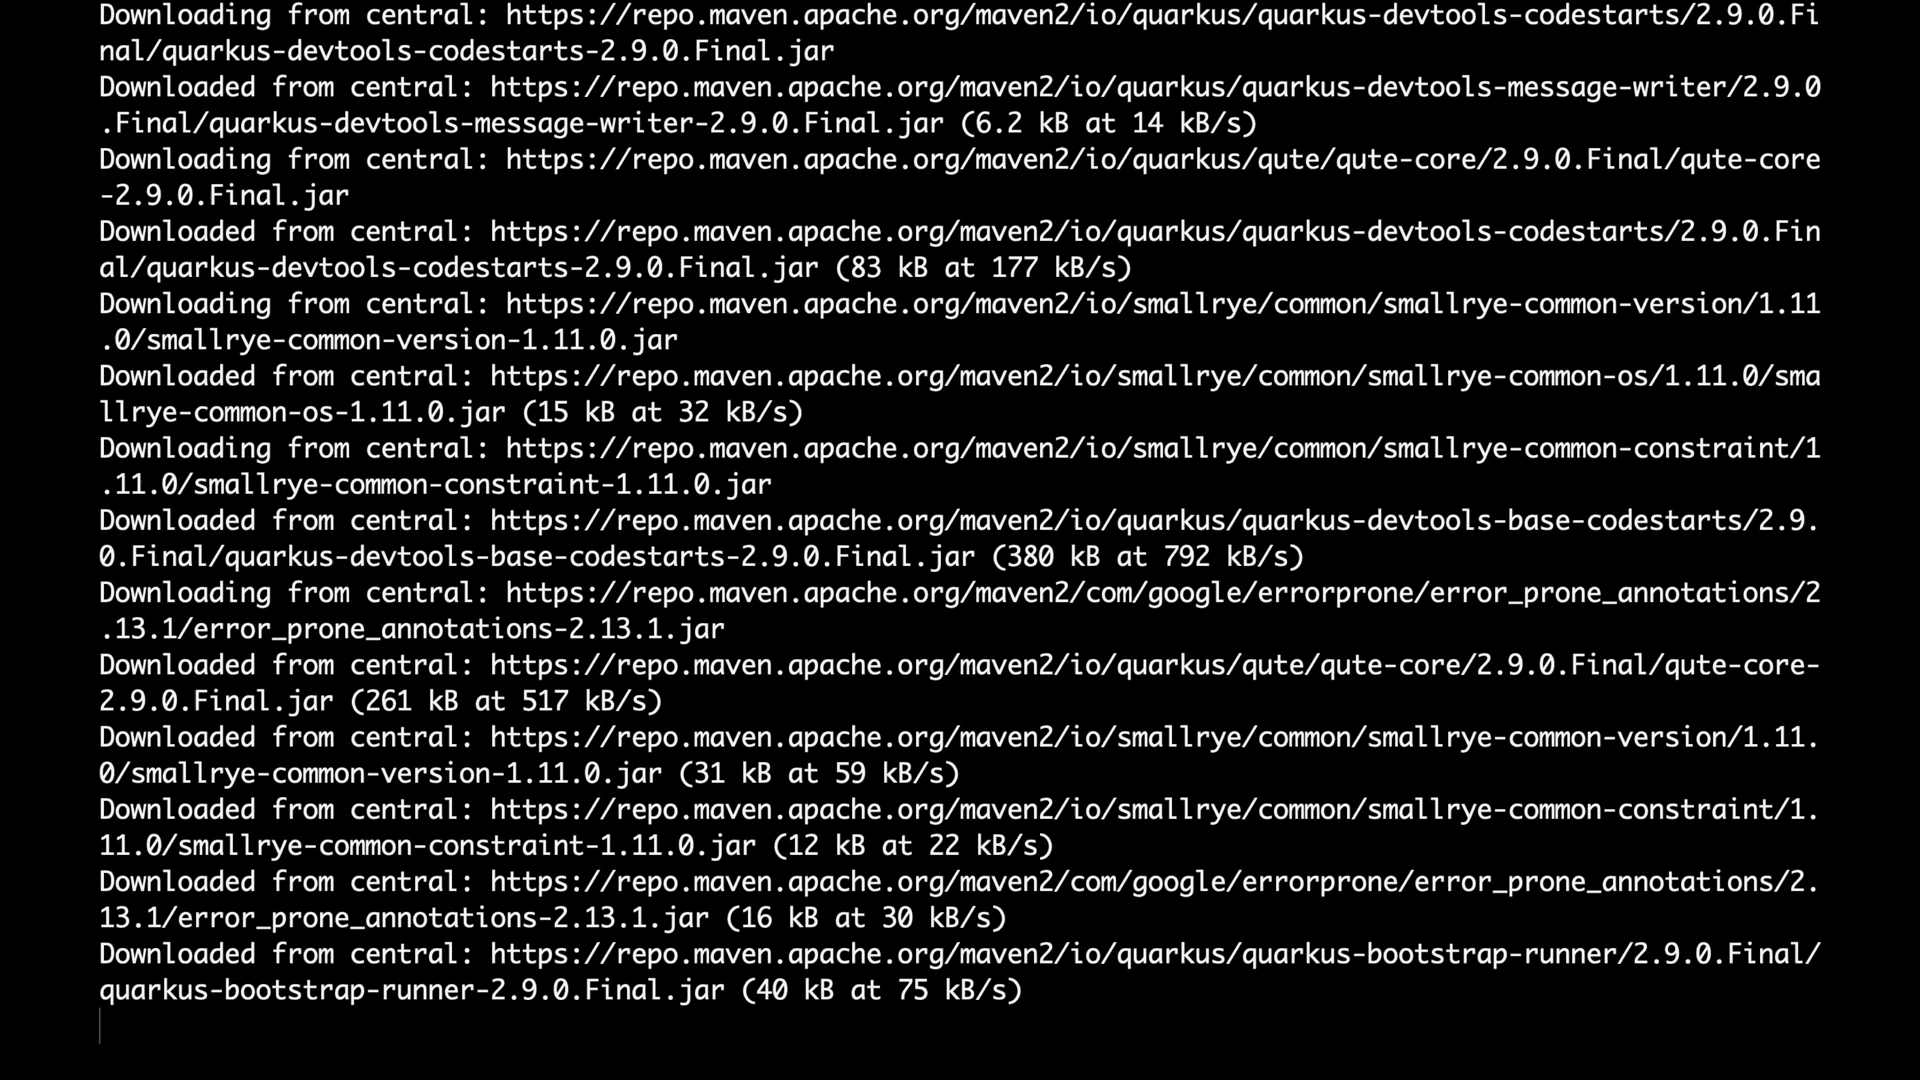 Downloading from central: https://repo.maven.apache.org/maven2/io/quarkus/quarkus-devtools-codestarts/2.9.0.Fi
nal/quarkus-devtools-codestarts-2.9.0.Final.jar
Downloaded from central: https://repo.maven.apache.org/maven2/io/quarkus/quarkus-devtools-message-writer/2.9.0
.Final/quarkus-devtools-message-writer-2.9.0.Final.jar (6.2 kB at 14 kB/s)
Downloading from central: https://repo.maven.apache.org/maven2/io/quarkus/qute/qute-core/2.9.0.Final/qute-core
-2.9.0.Final.jar
Downloaded from central: https://repo.maven.apache.org/maven2/io/quarkus/quarkus-devtools-codestarts/2.9.0.Fin
al/quarkus-devtools-codestarts-2.9.0.Final.jar (83 kB at 177 kB/s)
Downloading from central: https://repo.maven.apache.org/maven2/io/smallrye/common/smallrye-common-version/1.11
.0/smallrye-common-version-1.11.0.jar
Downloaded from central: https://repo.maven.apache.org/maven2/io/smallrye/common/smallrye-common-os/1.11.0/sma
llrye-common-os-1.11.0.jar (15 kB at 32 kB/s)
Downloading from central: https://repo.maven.apache.org/maven2/io/smallrye/common/smallrye-common-constraint/1
.11.0/smallrye-common-constraint-1.11.0.jar
Downloaded from central: https://repo.maven.apache.org/maven2/io/quarkus/quarkus-devtools-base-codestarts/2.9.
0.Final/quarkus-devtools-base-codestarts-2.9.0.Final.jar (380 kB at 792 kB/s)
Downloading from central: https://repo.maven.apache.org/maven2/com/google/errorprone/error_prone_annotations/2
.13.1/error_prone_annotations-2.13.1.jar
Downloaded from central: https://repo.maven.apache.org/maven2/io/quarkus/qute/qute-core/2.9.0.Final/qute-core-
2.9.0.Final.jar (261 kB at 517 kB/s)
Downloaded from central: https://repo.maven.apache.org/maven2/io/smallrye/common/smallrye-common-version/1.11.
0/smallrye-common-version-1.11.0.jar (31 kB at 59 kB/s)
Downloaded from central: https://repo.maven.apache.org/maven2/io/smallrye/common/smallrye-common-constraint/1.
11.0/smallrye-common-constraint-1.11.0.jar (12 kB at 22 kB/s)
Downloaded from central: https://repo.maven.apache.org/maven2/com/google/errorprone/error_prone_annotations/2.
13.1/error_prone_annotations-2.13.1.jar (16 kB at 30 kB/s)
Downloaded from central: https://repo.maven.apache.org/maven2/io/quarkus/quarkus-bootstrap-runner/2.9.0.Final/
quarkus-bootstrap-runner-2.9.0.Final.jar (40 kB at 75 kB/s)